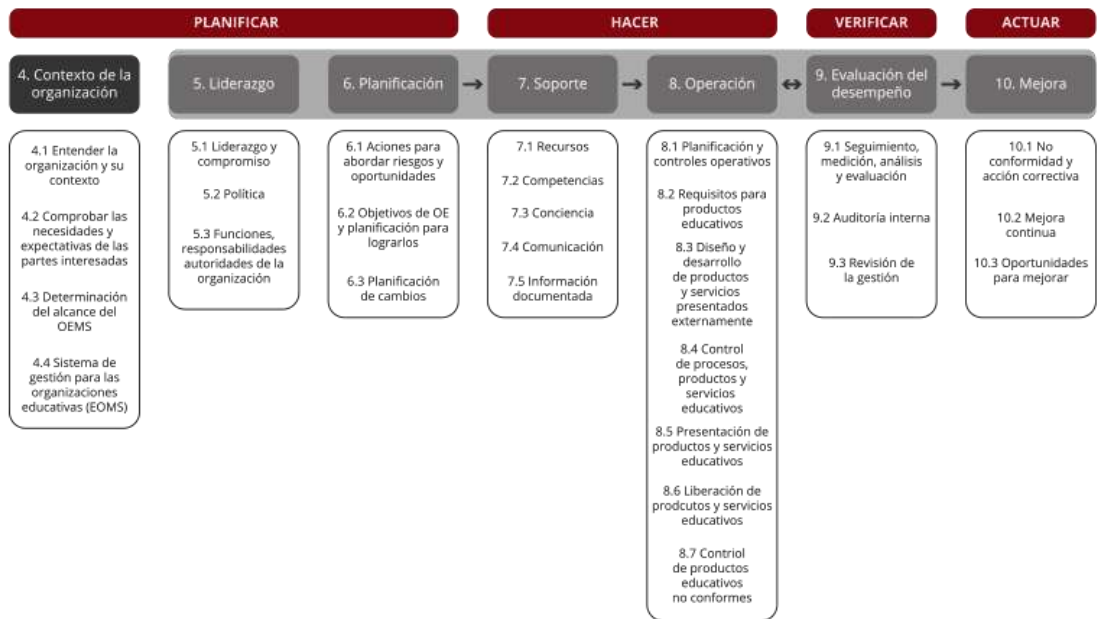 PLANIFICAR
HACER
VERIFICAR
ACTUAR
4. Contexto de la
organización
5. Liderazgo
6. Planificación
7. Soporte
8. Operación
9. Evaluación del
desempeño
10. Mejora
4.1 Entender la
organización y su
contexto
4.2 Comprobar las
necesidades y
expectativas de las
partes interesadas
4.3 Determinación
del alcance del
OEMS
4.4 Sistema de
gestión para las
organizaciones
educativas (EOMS)
5.1 Liderazgo y
compromiso
5.2 Política
5.3 Funciones,
responsabilidades
autoridades de la
organización
6.1 Aciones para
abordar riesgos y
oportunidades
6.2 Objetivos de OE
y planificación para
lograrlos
6.3 Planificación
de cambios
7.1 Recursos
7.2 Competencias
7.3 Conciencia
7.4 Comunicación
7.5 Información
documentada
8.1 Planificación y
controles operativos
8.2 Requisitos para
productos
educativos
8.3 Diseño y
desarrollo
de productos
y servicios
presentados
externamente
8.4 Control
de procesos,
productos y
servicios
educativos
8.5 Presentación de
productos y servicios
educativos
8.6 Liberación de
prodcutos y servicios
educativos
8.7 Contriol
de productos
educativos
no conformes
9.1 Seguimiento,
medición, análisis
y evaluación
9.2 Auditoría interna
9.3 Revisión de
la gestión
10.1 No
conformidad y
acción correctiva
10.2 Mejora
continua
10.3 Oportunidades
para mejorar